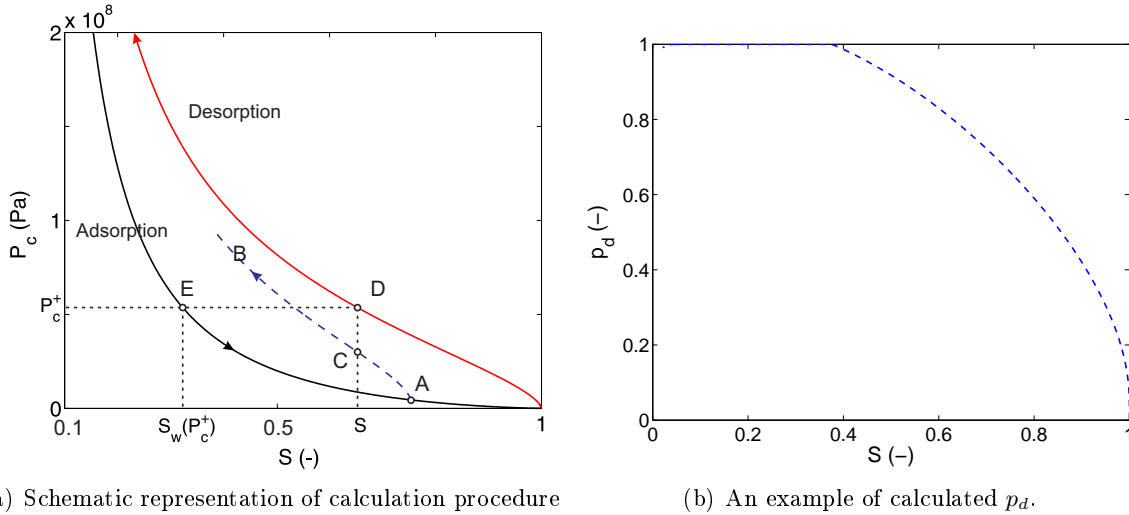 2 x 10⁸
Desorption
P_c (Pa)
1
Adsorption
B
E
D
P_c^+
C
A
0
0.1
S_w(P_c^+)
0.5
S
1
S (-)
) Schematic representation of calculation procedure
1
0.8
0.6
p_d (–)
0.4
0.2
0
0
0.2
0.4
0.6
0.8
1
S (–)
(b) An example of calculated p_d.